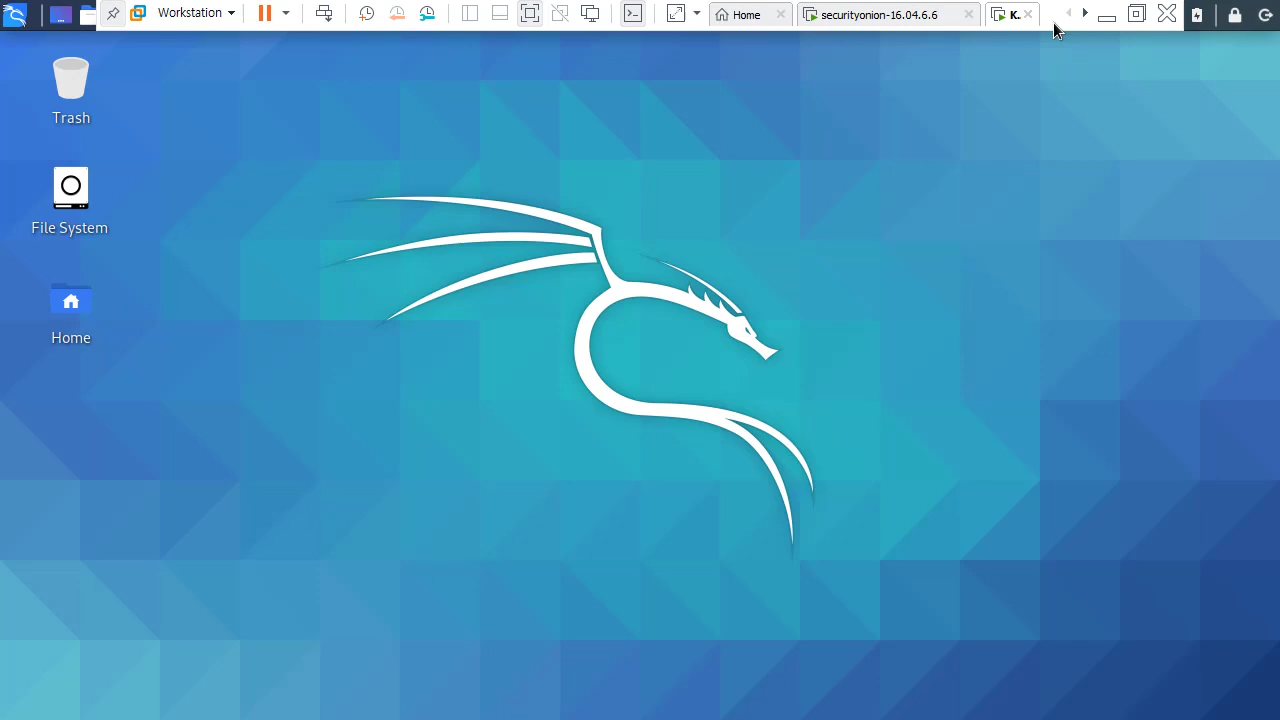 Workstation
Home
securityonion-16.04.6.6
K.
Trash
File System
Home